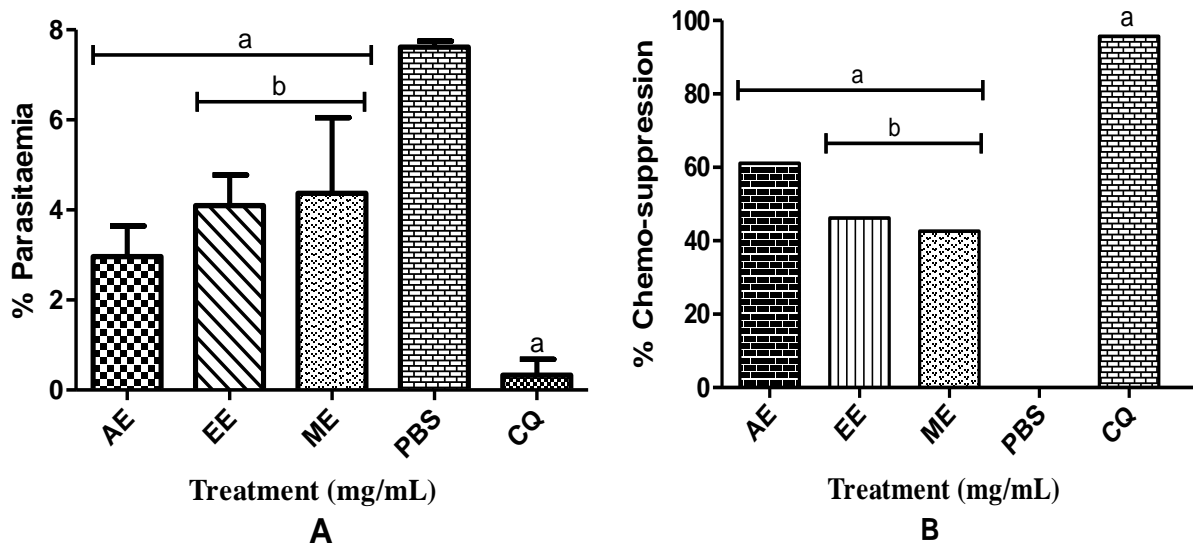 % Parasitaemia
8
6
4
2
0
a
b
a
AE
EE
ME
PBS
CQ
Treatment (mg/mL)
A
% Chemo-suppression
100
80
60
40
20
0
a
a
b
AE
EE
ME
PBS
CQ
Treatment (mg/mL)
B